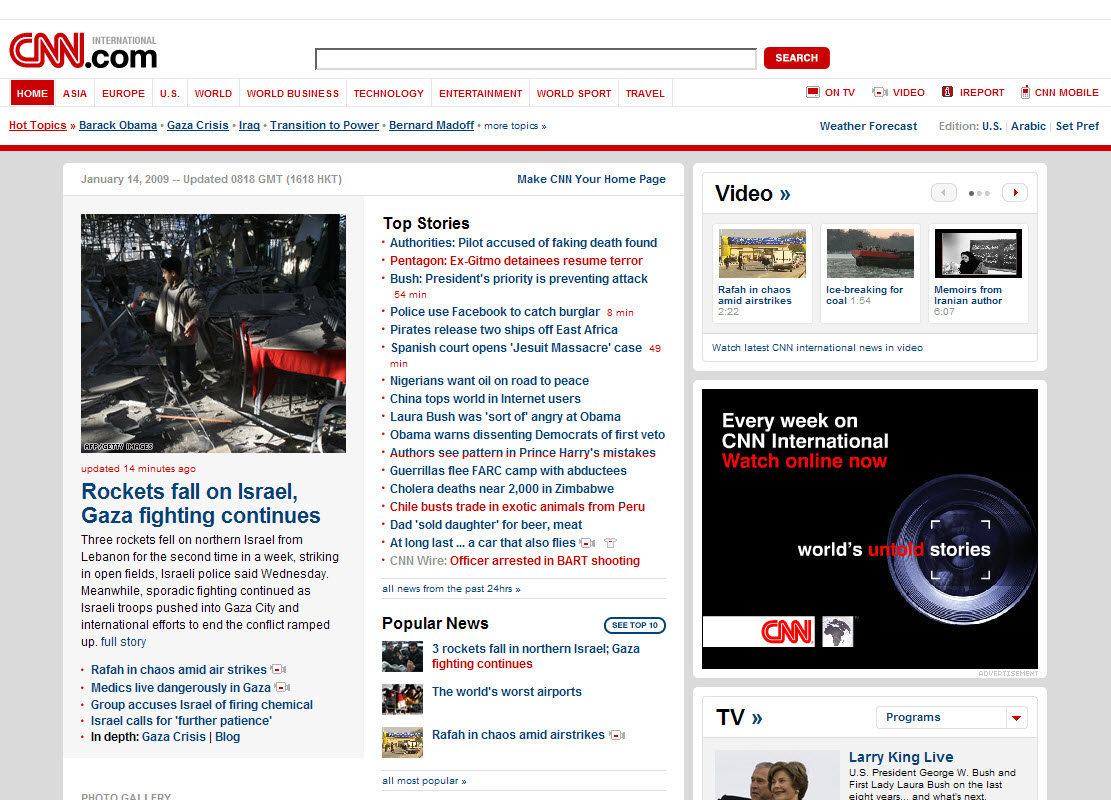 CNN INTERNATIONAL
.com
SEARCH
HOME ASIA EUROPE U.S. WORLD WORLD BUSINESS TECHNOLOGY ENTERTAINMENT WORLD SPORT TRAVEL ON TV VIDEO IREPORT CNN MOBILE
Hot Topics » Barack Obama • Gaza Crisis • Iraq • Transition to Power • Bernard Madoff • more topics » Weather Forecast Edition: U.S. | Arabic | Set Pref
January 14, 2009 -- Updated 0818 GMT (1618 HKT) Make CNN Your Home Page
AFP/GETTY IMAGES
updated 14 minutes ago
Rockets fall on Israel,
Gaza fighting continues
Three rockets fell on northern Israel from
Lebanon for the second time in a week, striking
in open fields, Israeli police said Wednesday.
Meanwhile, sporadic fighting continued as
Israeli troops pushed into Gaza City and
international efforts to end the conflict ramped
up. full story
• Rafah in chaos amid air strikes
• Medics live dangerously in Gaza
• Group accuses Israel of firing chemical
• Israel calls for 'further patience'
• In depth: Gaza Crisis | Blog
PHOTO GALLERY
Top Stories
• Authorities: Pilot accused of faking death found
• Pentagon: Ex-Gitmo detainees resume terror
• Bush: President's priority is preventing attack
54 min
• Police use Facebook to catch burglar 8 min
• Pirates release two ships off East Africa
• Spanish court opens 'Jesuit Massacre' case 49
min
• Nigerians want oil on road to peace
• China tops world in Internet users
• Laura Bush was 'sort of' angry at Obama
• Obama warns dissenting Democrats of first veto
• Authors see pattern in Prince Harry's mistakes
• Guerrillas flee FARC camp with abductees
• Cholera deaths near 2,000 in Zimbabwe
• Chile busts trade in exotic animals from Peru
• Dad 'sold daughter' for beer, meat
• At long last ... a car that also flies
• CNN Wire: Officer arrested in BART shooting
all news from the past 24hrs »
Popular News SEE TOP 10
3 rockets fall in northern Israel; Gaza
fighting continues
The world's worst airports
Rafah in chaos amid airstrikes
all most popular »
Video »
Rafah in chaos
amid airstrikes
2:22
Ice-breaking for
coal 1:54
Memoirs from
Iranian author
6:07
Watch latest CNN international news in video
Every week on
CNN International
Watch online now
world's untold stories
CNN
ADVERTISEMENT
TV » Programs
Larry King Live
U.S. President George W. Bush and
First Lady Laura Bush on the last
eight years... and what's next.